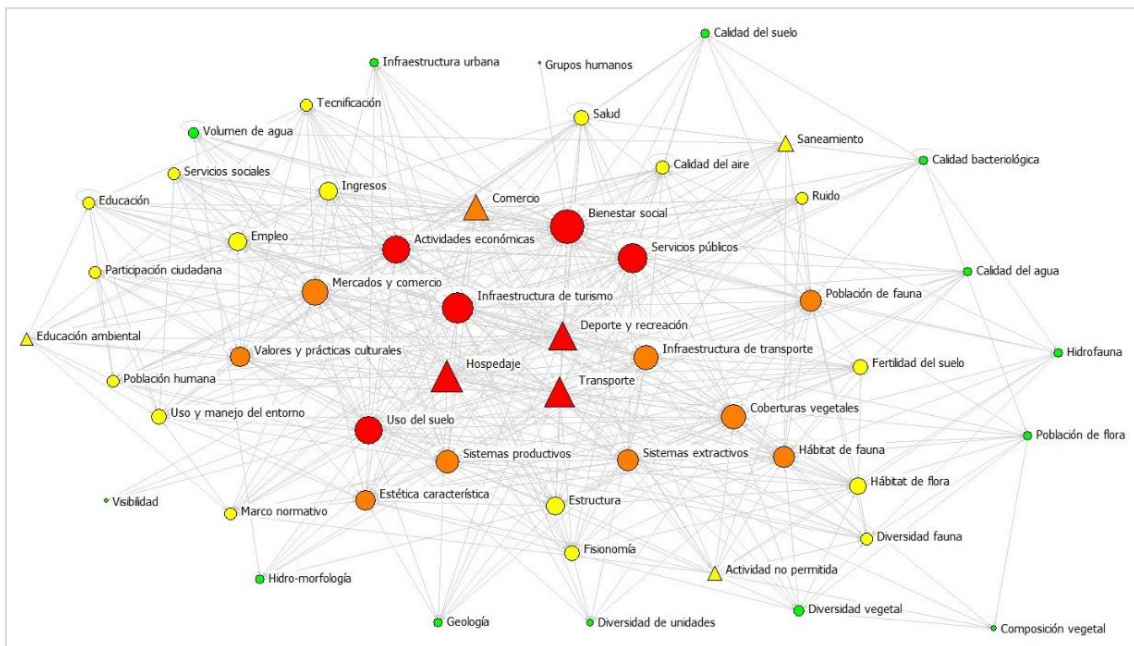 Calidad del suelo
Infraestructura urbana
Grupos humanos
Tecnificación
Salud
Volumen de agua
Saneamiento
Calidad bacteriológica
Servicios sociales
Calidad del aire
Ingresos
Ruido
Educación
Comercio
Bienestar social
Empleo
Actividades económicas
Servicios públicos
Participación ciudadana
Calidad del agua
Mercados y comercio
Población de fauna
Infraestructura de turismo
Deporte y recreación
Educación ambiental
Infraestructura de transporte
Hidrofauna
Valores y prácticas culturales
Hospedaje
Fertilidad del suelo
Población humana
Transporte
Uso y manejo del entorno
Coberturas vegetales
Uso del suelo
Población de flora
Sistemas productivos
Sistemas extractivos
Hábitat de fauna
Hábitat de flora
Estética característica
Estructura
Visibilidad
Marco normativo
Diversidad fauna
Fisionomía
Actividad no permitida
Hidro-morfología
Diversidad vegetal
Geología
Diversidad de unidades
Composición vegetal